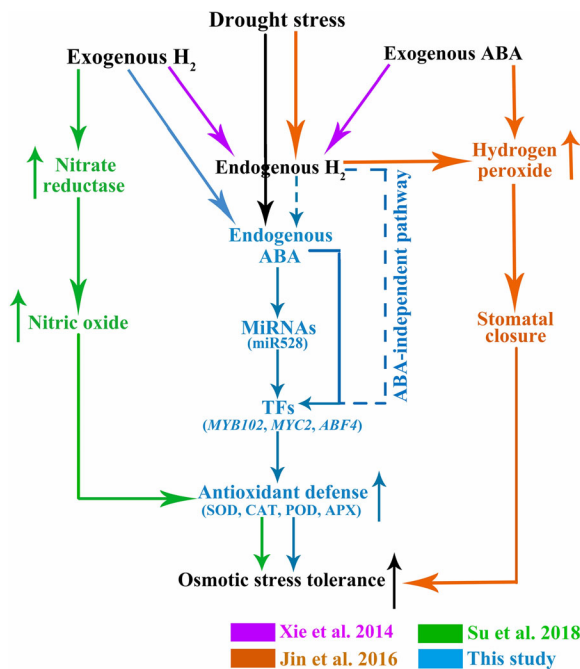 Drought stress
Exogenous H2
Exogenous ABA
Nitrate
reductase
Endogenous H2
Hydrogen
peroxide
ABA-independent pathway
Endogenous
ABA
Nitric oxide
MiRNAs
(miR528)
Stomatal
closure
TFs
(MYB102, MYC2, ABF4)
Antioxidant defense
(SOD, CAT, POD, APX)
Osmotic stress tolerance
Xie et al. 2014
Su et al. 2018
Jin et al. 2016
This study